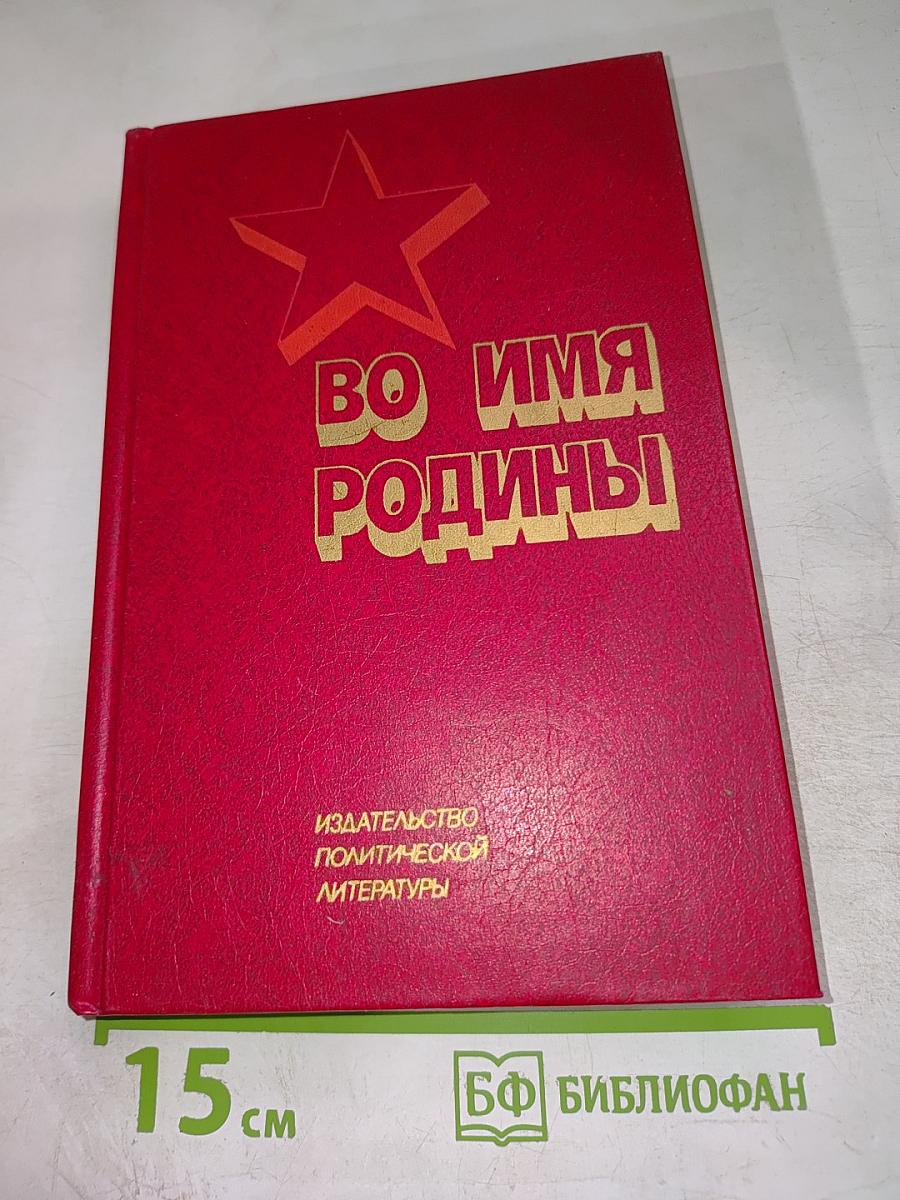 ВО ИМЯ
РОДИНЫ
ИЗДАТЕЛЬСТВО
ПОЛИТИЧЕСКОЙ
ЛИТЕРАТУРЫ
15 см
БФ БИБЛИОФАН